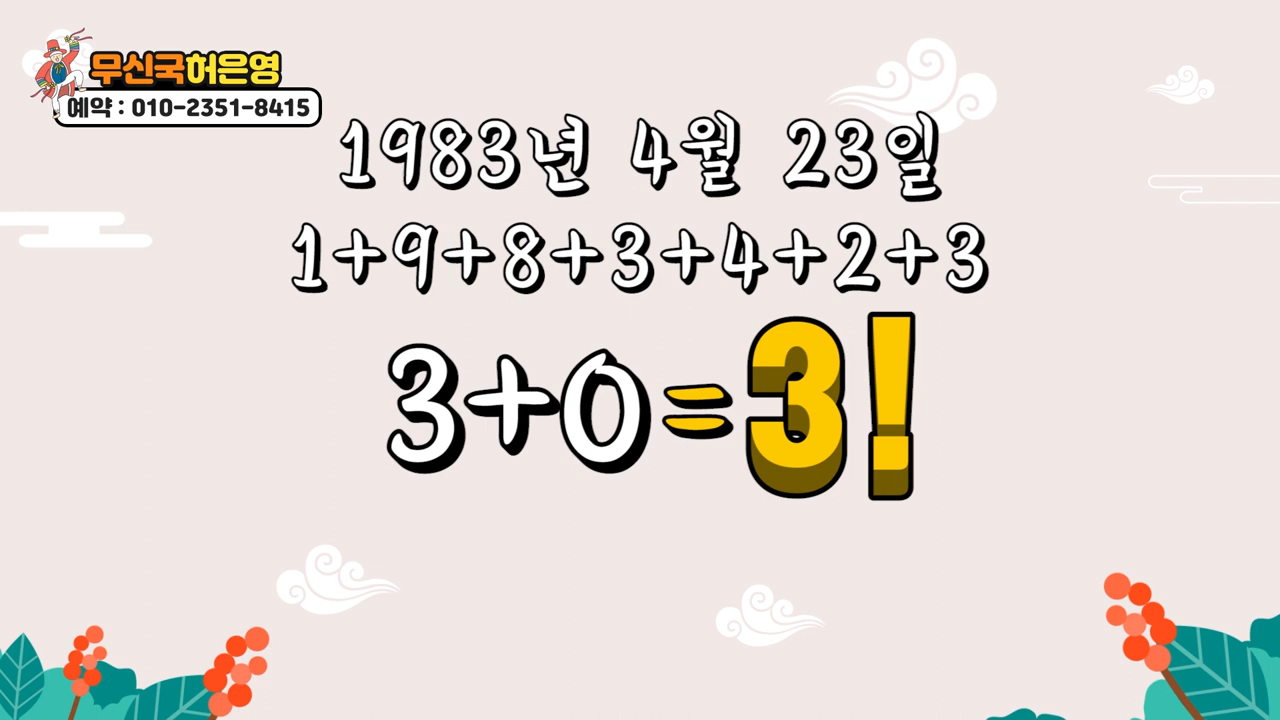 무신국허은영
예약 : 010-2351-8415
1983년 4월 23일
1+9+8+3+4+2+3
3+0=3!